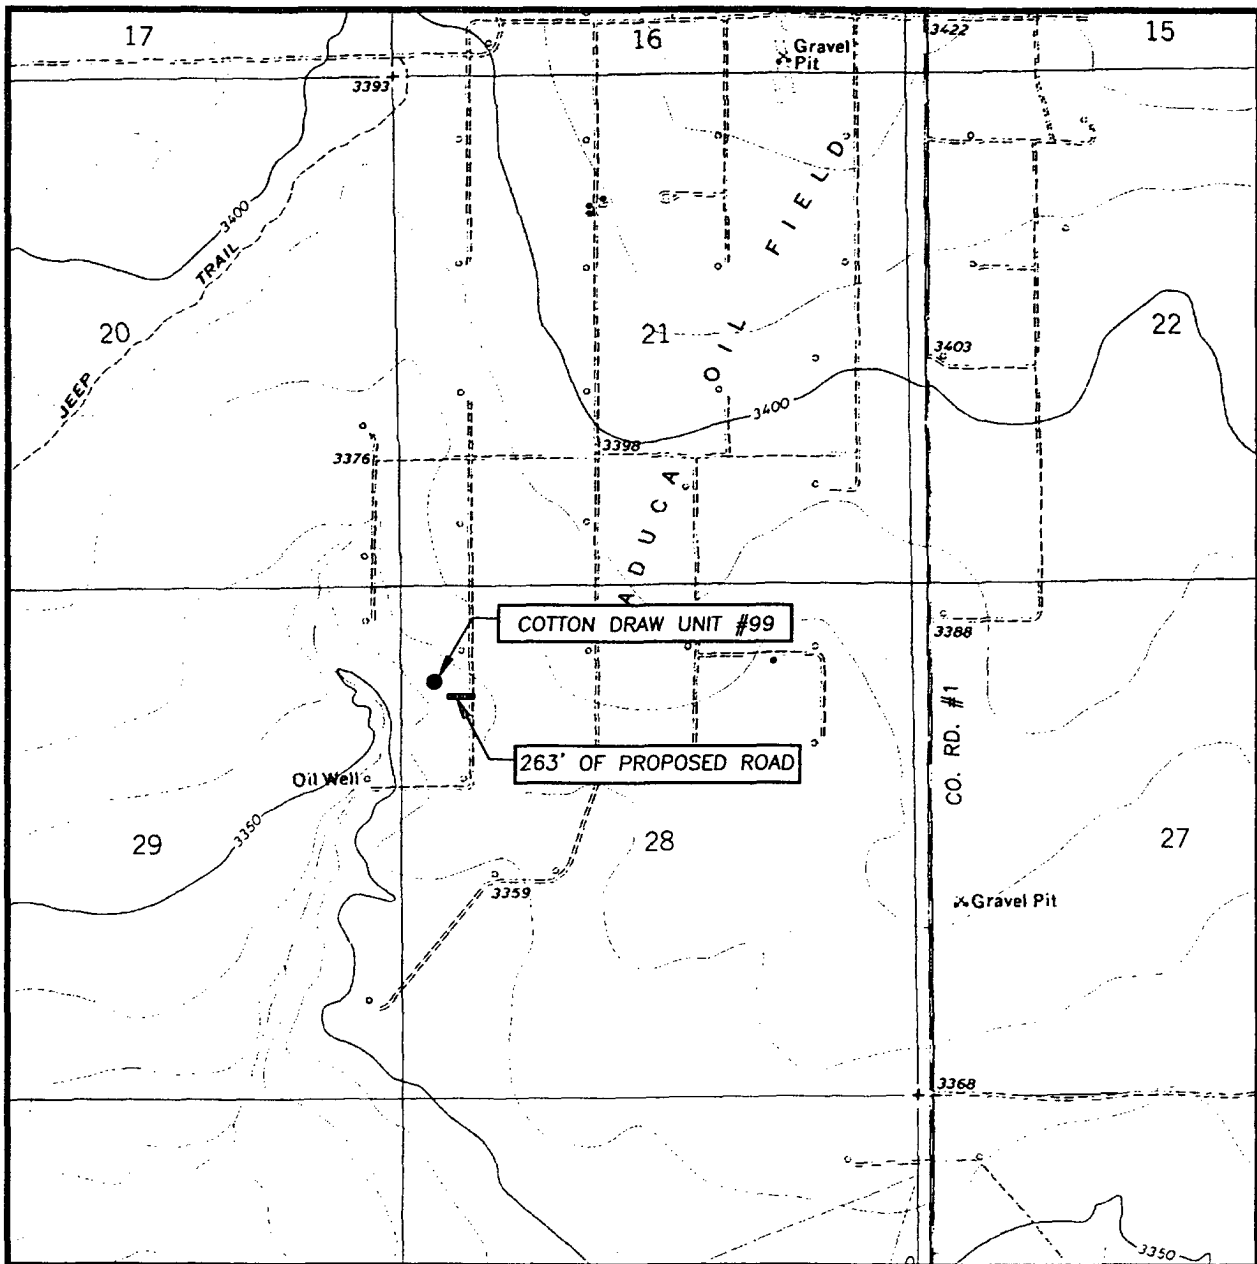 17
16
15
Gravel
Pit
3422
3393
3400
TRAIL
JEEP
OIL FIELD
20
21
22
3403
3400
3376
3398
ADUCA
COTTON DRAW UNIT #99
3388
263' OF PROPOSED ROAD
CO. RD. #1
Oil Well
3350
29
28
27
3359
Gravel Pit
3368
3350